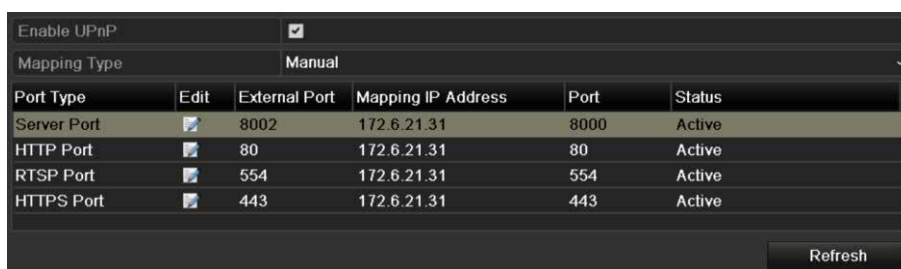 Enable UPnP
Mapping Type Manual
Port Type Edit External Port Mapping IP Address Port Status
Server Port 8002 172.6.21.31 8000 Active
HTTP Port 80 172.6.21.31 80 Active
RTSP Port 554 172.6.21.31 554 Active
HTTPS Port 443 172.6.21.31 443 Active
Refresh